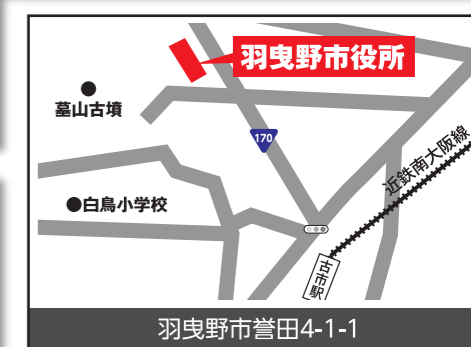 羽曳野市役所
墓山古墳
170
近鉄南大阪線
●白鳥小学校
古市駅
羽曳野市誉田4-1-1